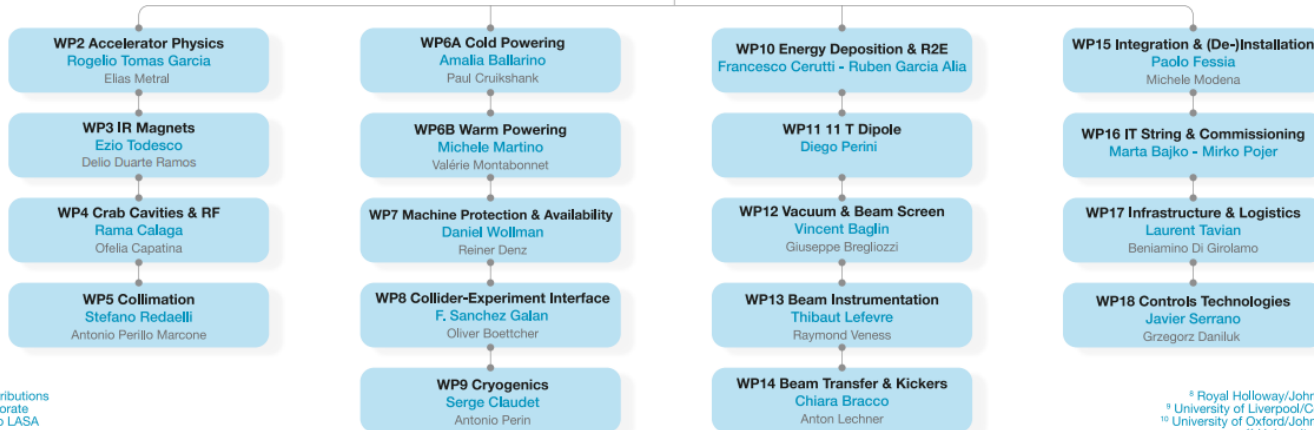 WP2 Accelerator Physics
Rogelio Tomas Garcia
Elias Metral
WP3 IR Magnets
Ezio Todesco
Delio Duarte Ramos
WP4 Crab Cavities & RF
Rama Calaga
Ofelia Capatina
WP5 Collimation
Stefano Redaelli
Antonio Perillo Marcone
WP6A Cold Powering
Amalia Ballarino
Paul Cruikshank
WP6B Warm Powering
Michele Martino
Valérie Montabonnet
WP7 Machine Protection & Availability
Daniel Wollman
Reiner Denz
WP8 Collider-Experiment Interface
F. Sanchez Galan
Oliver Boettcher
WP9 Cryogenics
Serge Claudet
Antonio Perin
WP10 Energy Deposition & R2E
Francesco Cerutti - Ruben Garcia Alia
WP11 11 T Dipole
Diego Perini
WP12 Vacuum & Beam Screen
Vincent Baglin
Giuseppe Bregliozzi
WP13 Beam Instrumentation
Thibaut Lefevre
Raymond Veness
WP14 Beam Transfer & Kickers
Chiara Bracco
Anton Lechner
WP15 Integration & (De-)Installation
Paolo Fessia
Michele Modena
WP16 IT String & Commissioning
Marta Bajko - Mirko Pojer
WP17 Infrastructure & Logistics
Laurent Tavian
Beniamino Di Girolamo
WP18 Controls Technologies
Javier Serrano
Grzegorz Daniluk
ributions
orate
o LASA
⁸ Royal Holloway/John
⁹ University of Liverpool/C
¹⁰ University of Oxford/John